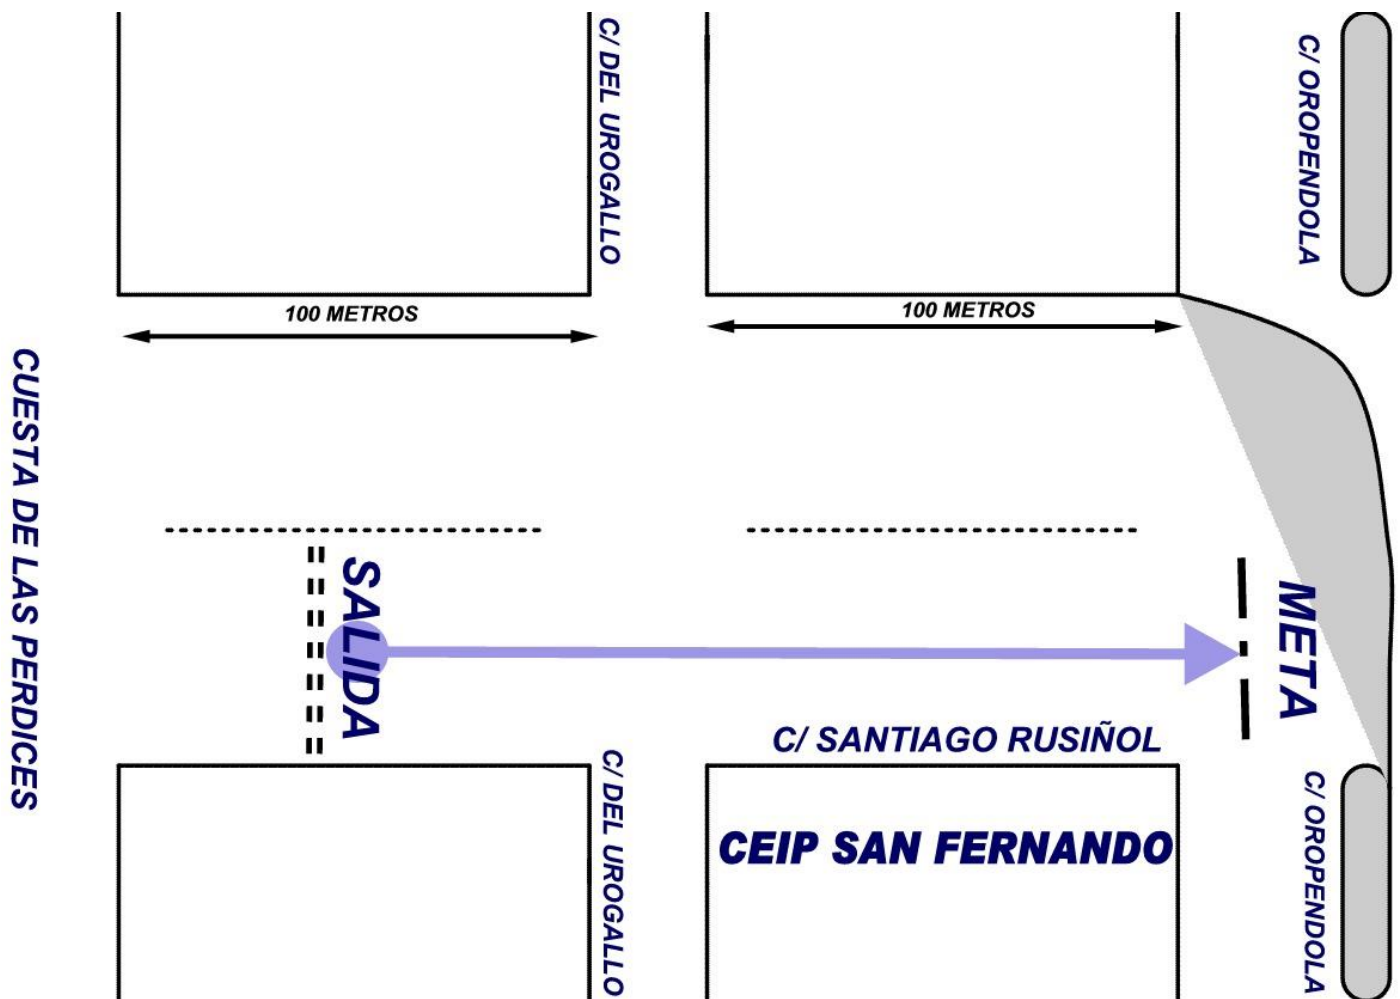 C/ DEL UROGALLO
C/ OROPENDOLA
100 METROS
100 METROS
CUESTA DE LAS PERDICES
SALIDA
META
C/ SANTIAGO RUSIÑOL
C/ DEL UROGALLO
C/ OROPENDOLA
CEIP SAN FERNANDO